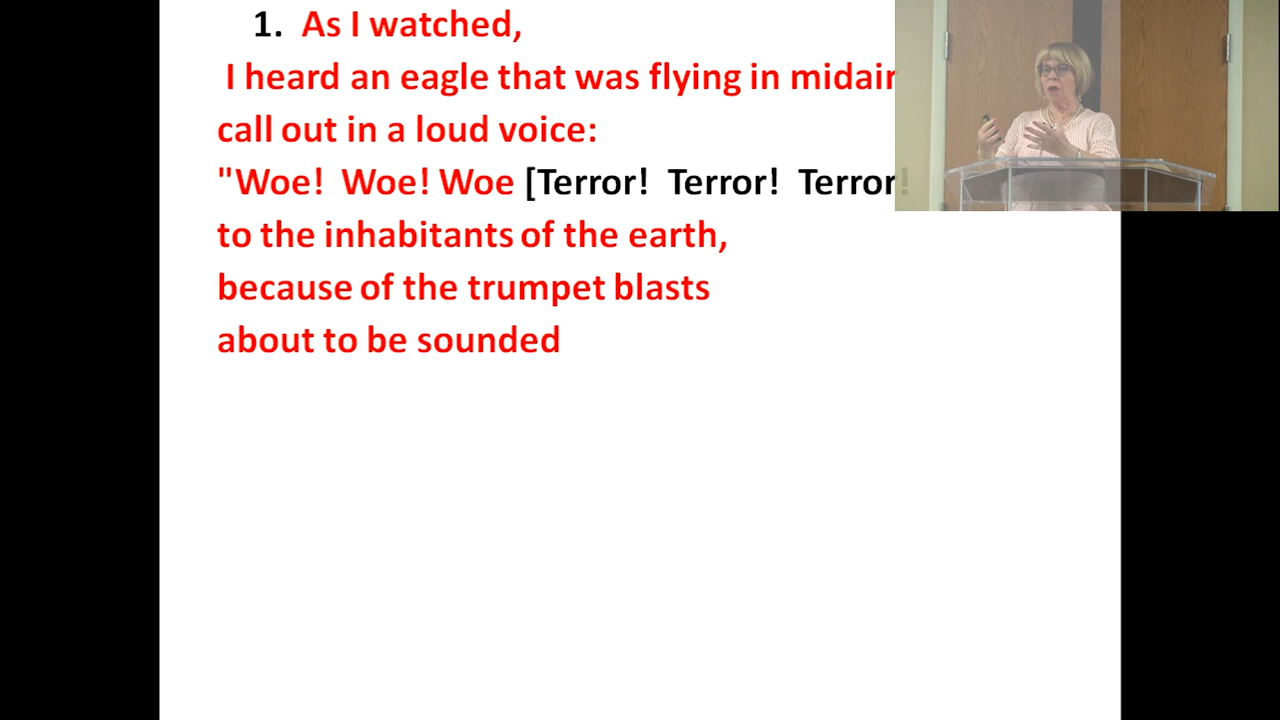 1. As I watched,
I heard an eagle that was flying in midair
call out in a loud voice:
"Woe! Woe! Woe [Terror! Terror! Terror!
to the inhabitants of the earth,
because of the trumpet blasts
about to be sounded